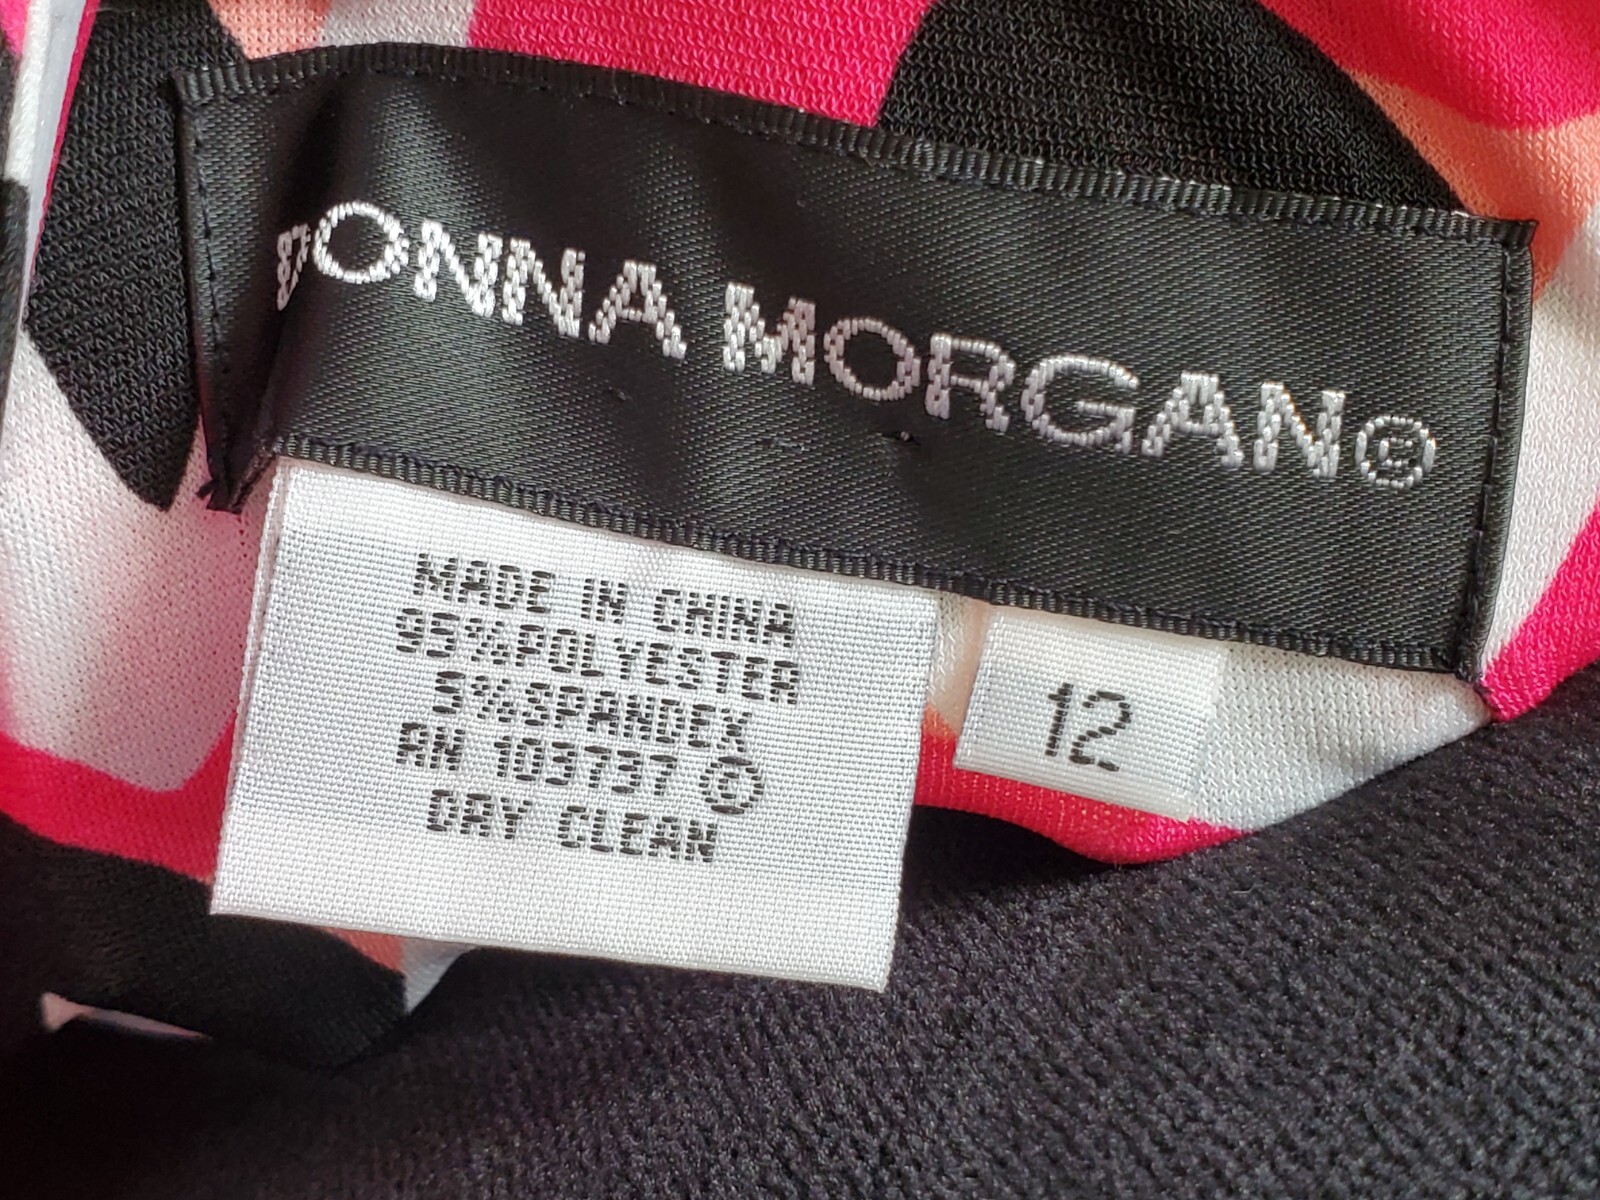 DONNA MORGAN©
MADE IN CHINA
95%POLYESTER
5%SPANDEX
RN 103737 ©
DRY CLEAN
12